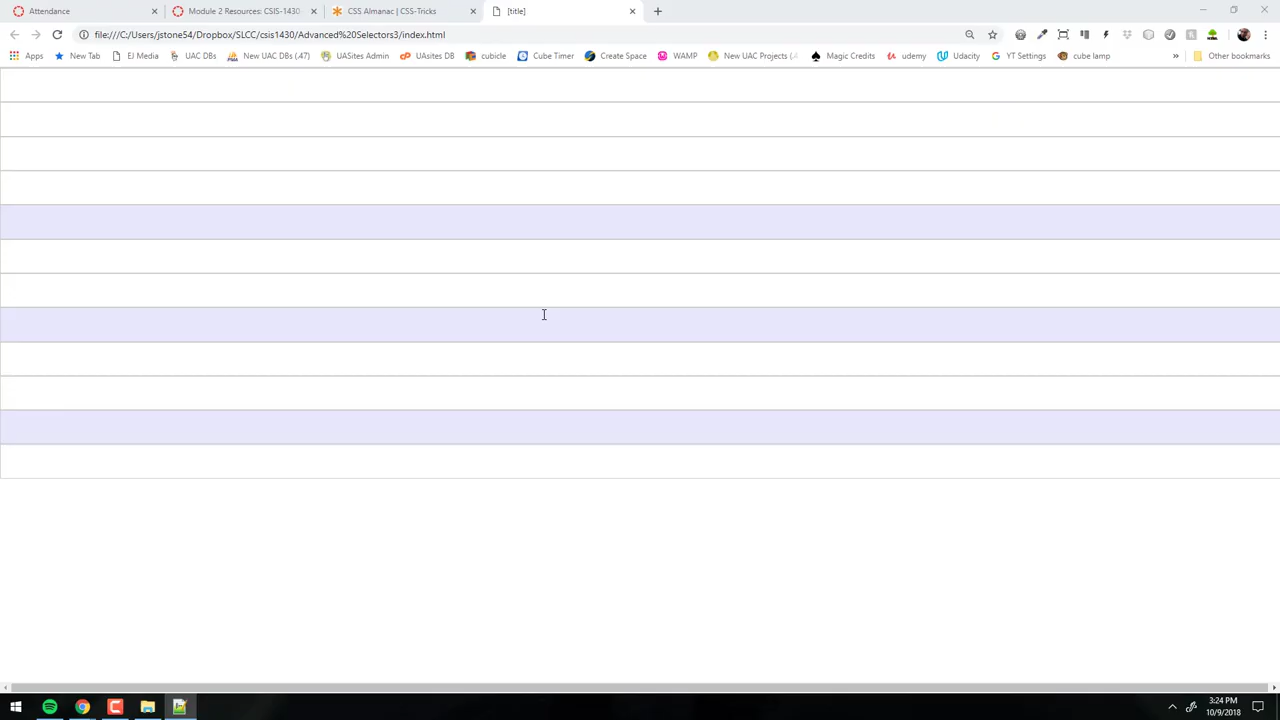 Attendance
Module 2 Resources: CSIS-1430
CSS Almanac | CSS-Tricks
[title]
file:///C:/Users/jstone54/Dropbox/SLCC/csis1430/Advanced%20Selectors3/index.html
Apps
New Tab
EJ Media
UAC DBs
New UAC DBs (.47)
UASites Admin
UAsites DB
cubicle
Cube Timer
Create Space
WAMP
New UAC Projects (
Magic Credits
udemy
Udacity
YT Settings
cube lamp
»
Other bookmarks
3:24 PM
10/9/2018